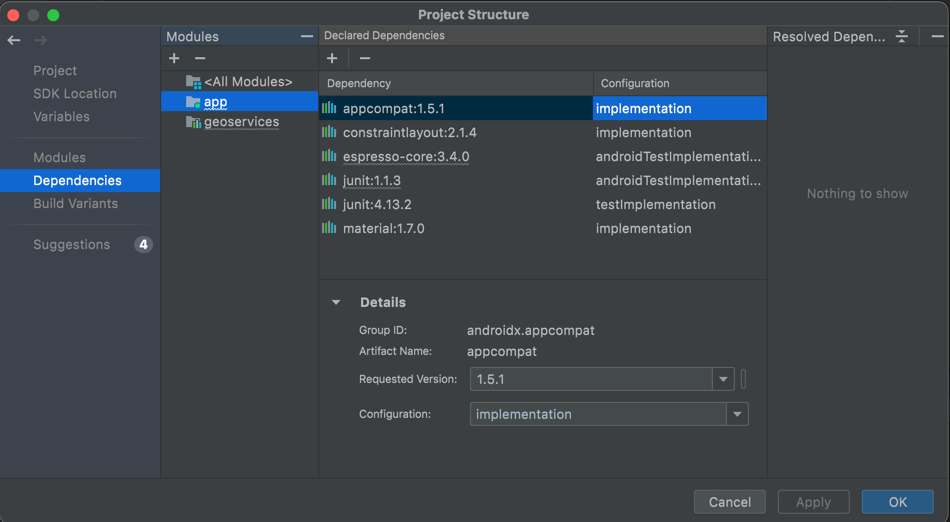 Project Structure
Project
SDK Location
Variables
Modules
Dependencies
Build Variants
Suggestions 4
Modules
<All Modules>
app
geoservices
Declared Dependencies
Dependency Configuration
appcompat:1.5.1 implementation
constraintlayout:2.1.4 implementation
espresso-core:3.4.0 androidTestImplementati...
junit:1.1.3 androidTestImplementati...
junit:4.13.2 testImplementation
material:1.7.0 implementation
Details
Group ID: androidx.appcompat
Artifact Name: appcompat
Requested Version: 1.5.1
Configuration: implementation
Resolved Depen...
Nothing to show
Cancel Apply OK